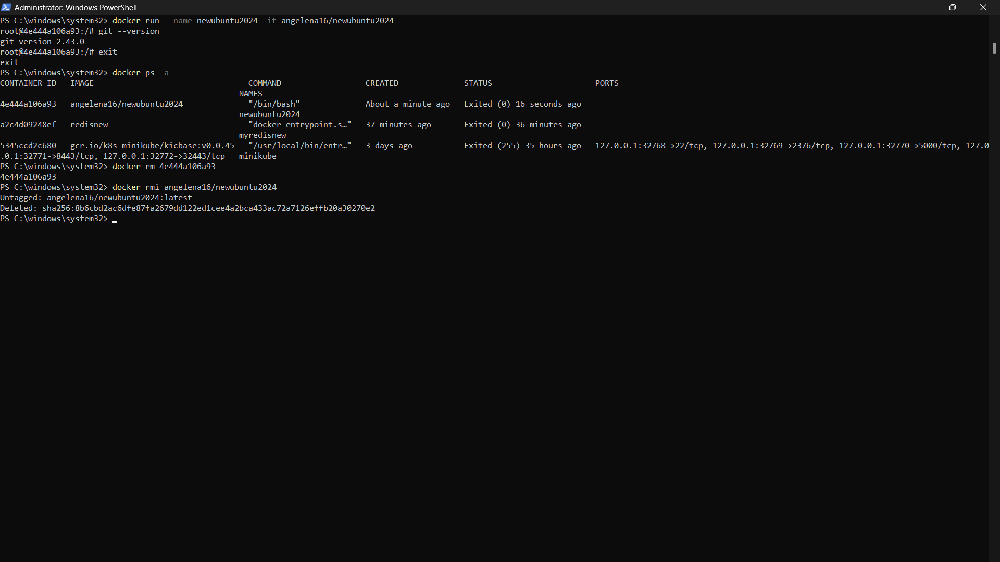 Administrator: Windows PowerShell
PS C:\windows\system32> docker run --name newubuntu2024 -it angelena16/newubuntu2024
root@4e444a106a93:/# git --version
git version 2.43.0
root@4e444a106a93:/# exit
exit
PS C:\windows\system32> docker ps -a
CONTAINER ID   IMAGE                                 COMMAND                  CREATED              STATUS                      PORTS
                                                   NAMES
4e444a106a93   angelena16/newubuntu2024              "/bin/bash"              About a minute ago   Exited (0) 16 seconds ago
                                                   newubuntu2024
a2c4d09248ef   redisnew                              "docker-entrypoint.s…"   37 minutes ago       Exited (0) 36 minutes ago
                                                   myredisnew
5345ccd2c680   gcr.io/k8s-minikube/kicbase:v0.0.45   "/usr/local/bin/entr…"   3 days ago           Exited (255) 35 hours ago   127.0.0.1:32768->22/tcp, 127.0.0.1:32769->2376/tcp, 127.0.0.1:32770->5000/tcp, 127.0
.0.1:32771->8443/tcp, 127.0.0.1:32772->32443/tcp   minikube
PS C:\windows\system32> docker rm 4e444a106a93
4e444a106a93
PS C:\windows\system32> docker rmi angelena16/newubuntu2024
Untagged: angelena16/newubuntu2024:latest
Deleted: sha256:8b6cbd2ac6dfe87fa2679dd122ed1cee4a2bca433ac72a7126effb20a30270e2
PS C:\windows\system32>